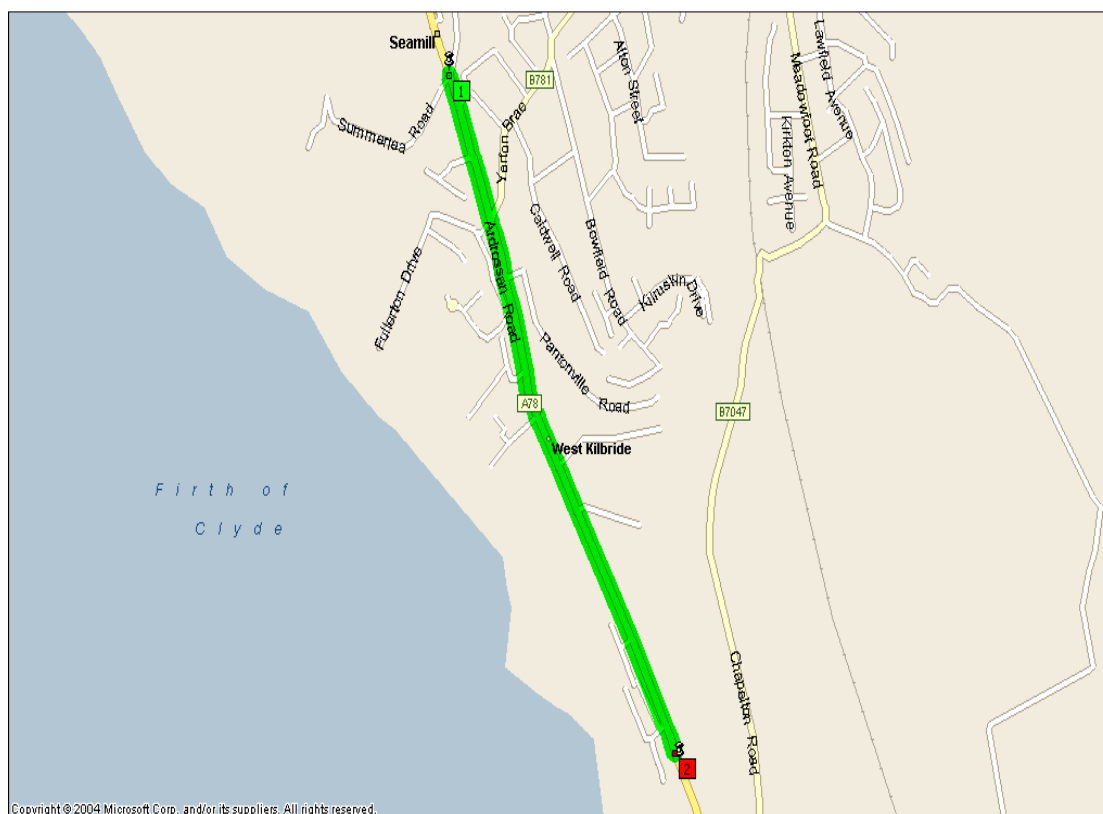 Seamill
1
B781
Summerlea Road
Yerton Brae
Alton Street
Meadowfoot Road
Lawfield Avenue
Kirkton Avenue
Ardrossan Road
Caldwell Road
Bowfield Road
Kilrustin Drive
Fullerton Drive
Pantonville Road
A78
B7047
West Kilbride
Firth of
Clyde
Chapelton Road
2
Copyright © 2004 Microsoft Corp. and/or its suppliers. All rights reserved.